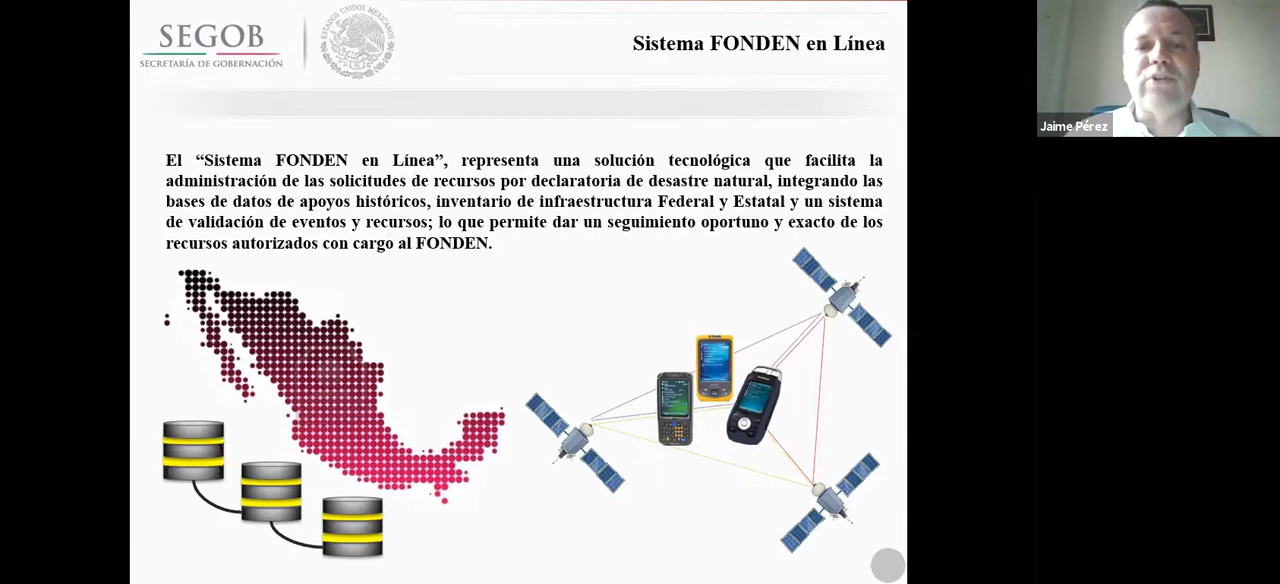 SEGOB
SECRETARÍA DE GOBERNACIÓN
ESTADOS UNIDOS MEXICANOS
Sistema FONDEN en Línea
Jaime Pérez
El “Sistema FONDEN en Línea”, representa una solución tecnológica que facilita la
administración de las solicitudes de recursos por declaratoria de desastre natural, integrando las
bases de datos de apoyos históricos, inventario de infraestructura Federal y Estatal y un sistema
de validación de eventos y recursos; lo que permite dar un seguimiento oportuno y exacto de los
recursos autorizados con cargo al FONDEN.